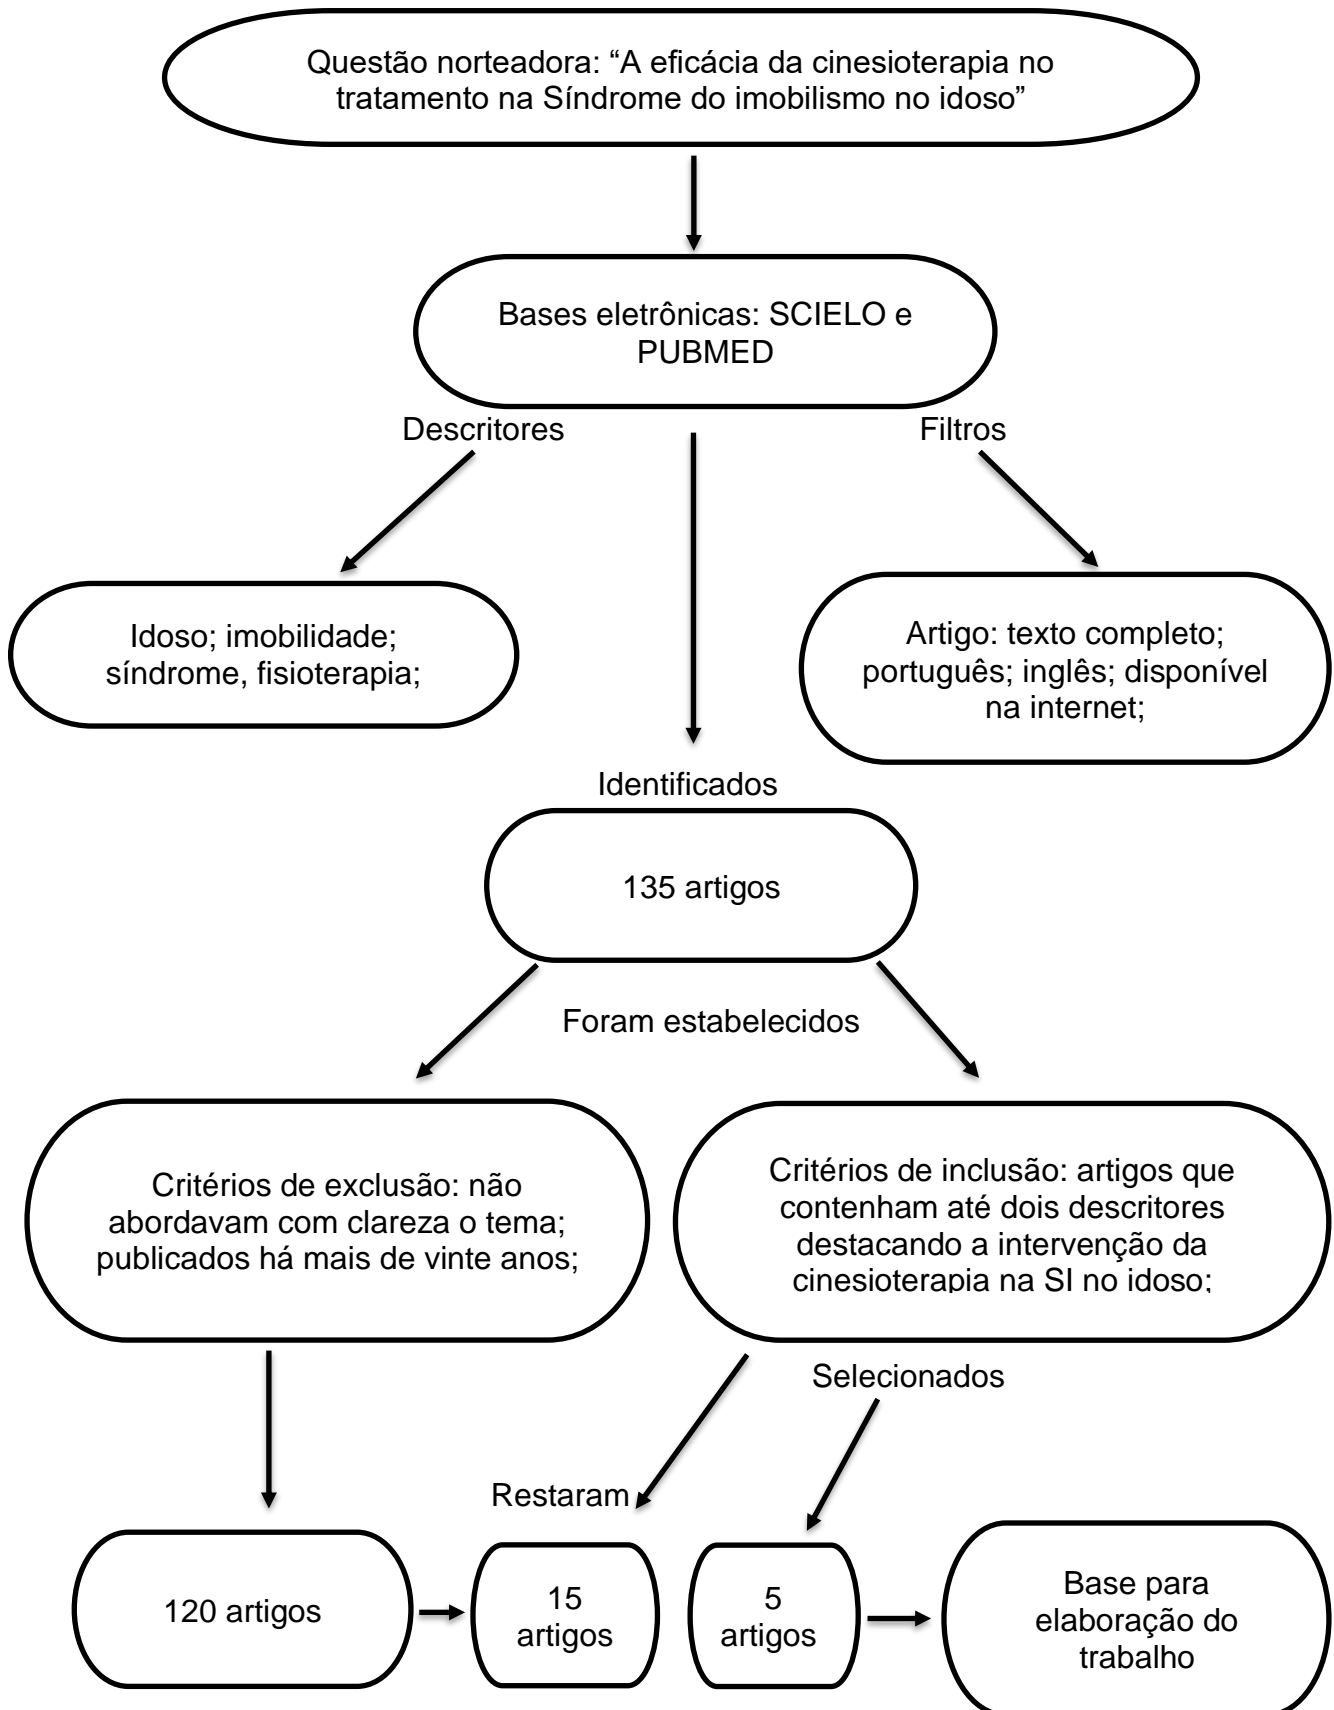 Questão norteadora: “A eficácia da cinesioterapia no
tratamento na Síndrome do imobilismo no idoso”
Bases eletrônicas: SCIELO e
PUBMED
Descritores
Filtros
Idoso; imobilidade;
síndrome, fisioterapia;
Artigo: texto completo;
português; inglês; disponível
na internet;
Identificados
135 artigos
Foram estabelecidos
Critérios de exclusão: não
abordavam com clareza o tema;
publicados há mais de vinte anos;
Critérios de inclusão: artigos que
contenham até dois descritores
destacando a intervenção da
cinesioterapia na SI no idoso;
Selecionados
Restaram
120 artigos
15
artigos
5
artigos
Base para
elaboração do
trabalho